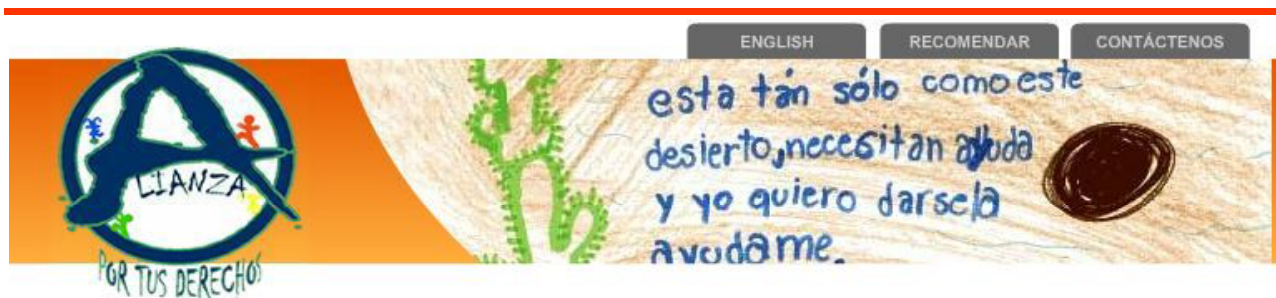 ENGLISH RECOMENDAR CONTÁCTENOS
esta tán sólo como este
desierto,necesitan ayuda
y yo quiero darsela
ayudame.
ALIANZA
POR TUS DERECHOS